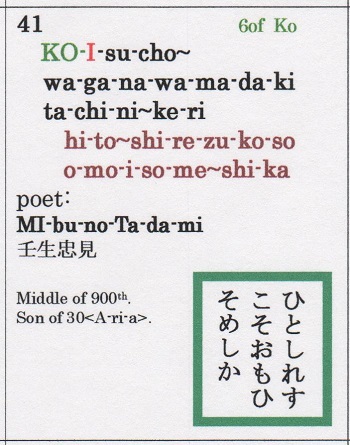 41
6of Ko
KO-I-su-cho~
wa-ga-na-wa-ma-da-ki
ta-chi-ni~ke-ri
hi-to~shi-re-zu-ko-so
o-mo-i-so-me~shi-ka
poet:
MI-bu-no-Ta-da-mi
壬生忠見
Middle of 900th.
Son of 30<A-ri-a>.
ひとしれす
こそおもひ
そめしか